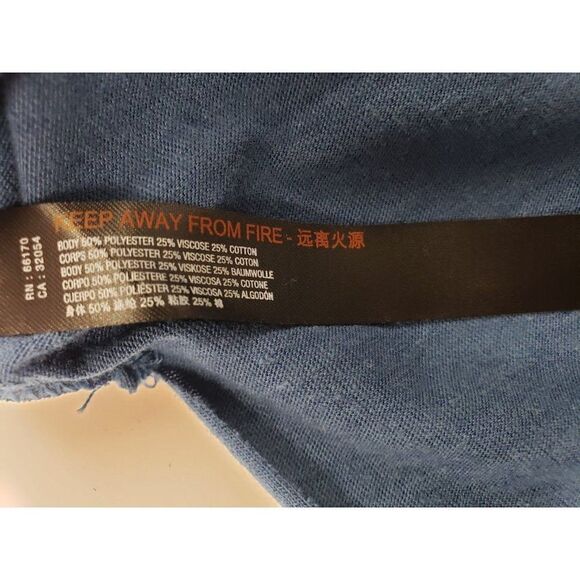 KEEP AWAY FROM FIRE - 远离火源
BODY 50% POLYESTER 25% VISCOSE 25% COTTON
CORPS 50% POLYESTER 25% VISCOSE 25% COTON
BODY 50% POLYESTER 25% VISKOSE 25% BAUMWOLLE
CORPO 50% POLIESTERE 25% VISCOSA 25% COTONE
CUERPO 50% POLIÉSTER 25% VISCOSA 25% ALGODÓN
身体 50% 涤纶 25% 粘胶 25% 棉
RN : 66170
CA : 32054